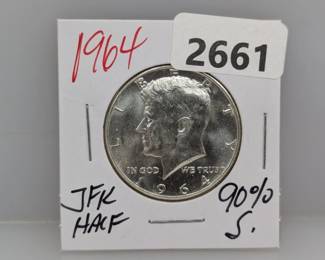 1964
2661
LIBERTY
IN GOD WE TRUST
1964
JFK
HALF
90%
S.